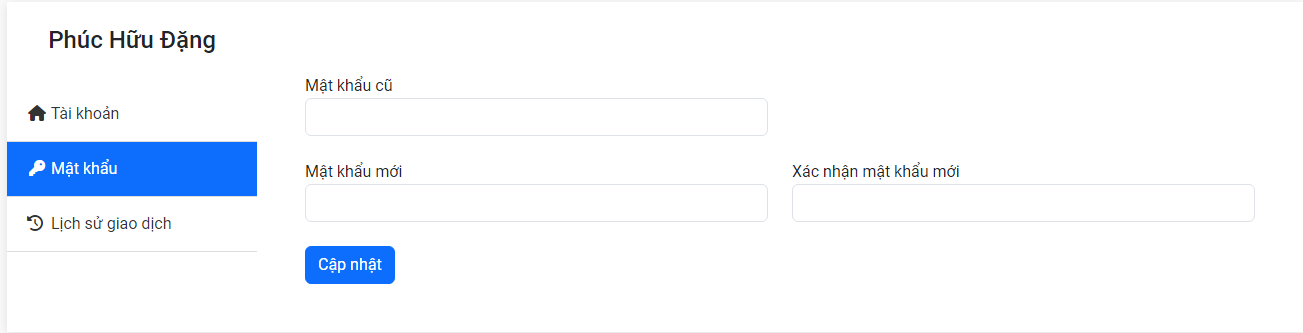 Phúc Hữu Đặng
Tài khoản
Mật khẩu
Lịch sử giao dịch
Mật khẩu cũ
Mật khẩu mới
Xác nhận mật khẩu mới
Cập nhật